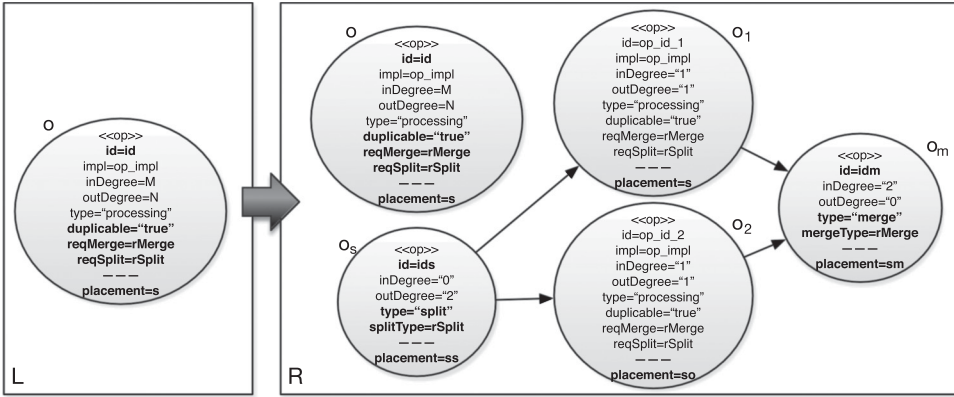 o
<<op>>
id=id
impl=op_impl
inDegree=M
outDegree=N
type="processing"
duplicable="true"
reqMerge=rMerge
reqSplit=rSplit
– – –
placement=s
L
o
<<op>>
id=id
impl=op_impl
inDegree=M
outDegree=N
type="processing"
duplicable="true"
reqMerge=rMerge
reqSplit=rSplit
– – –
placement=s
os
<<op>>
id=ids
inDegree="0"
outDegree="2"
type="split"
splitType=rSplit
– – –
placement=ss
o1
<<op>>
id=op_id_1
impl=op_impl
inDegree="1"
outDegree="1"
type="processing"
duplicable="true"
reqMerge=rMerge
reqSplit=rSplit
– – –
placement=s
o2
<<op>>
id=op_id_2
impl=op_impl
inDegree="1"
outDegree="1"
type="processing"
duplicable="true"
reqMerge=rMerge
reqSplit=rSplit
– – –
placement=so
om
<<op>>
id=idm
inDegree="2"
outDegree="0"
type="merge"
mergeType=rMerge
– – –
placement=sm
R